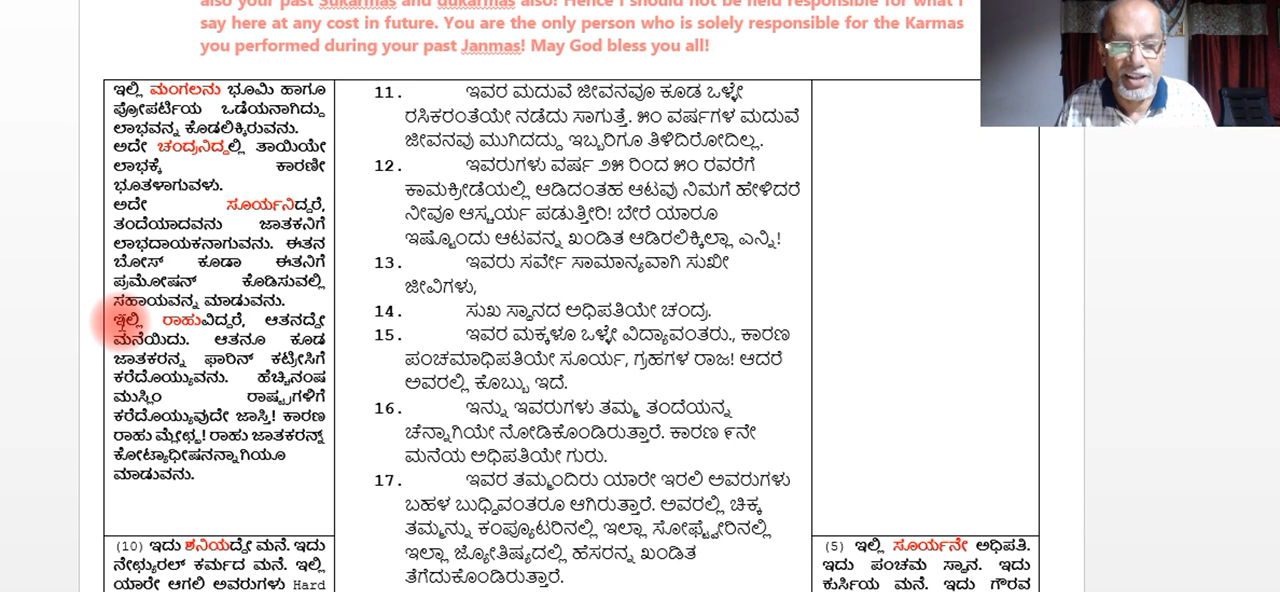 also your past Sukarmas and dukarmas also! Hence I should not be held responsible for what I
say here at any cost in future. You are the only person who is solely responsible for the Karmas
you performed during your past Janmas! May God bless you all!
ಇಲ್ಲಿ ಮಂಗಲನು ಭೂಮಿ ಹಾಗೂ
ಪ್ರೋಪರ್ಟಿಯ ಒಡೆಯನಾಗಿದ್ದು
ಲಾಭವನ್ನ ಕೊಡಲಿಕ್ಕಿರುವನು.
ಅದೇ ಚಂದ್ರನಿದ್ದಲ್ಲಿ ತಾಯಿಯೇ
ಲಾಭಕ್ಕೆ ಕಾರಣೀ
ಭೂತಳಾಗುವಳು.
ಅದೇ ಸೂರ್ಯನಿದ್ದರೆ,
ತಂದೆಯಾದವನು ಜಾತಕನಿಗೆ
ಲಾಭದಾಯಕನಾಗುವನು. ಈತನ
ಬೋಸ್ ಕೂಡಾ ಈತನಿಗೆ
ಪ್ರಮೋಷನ್ ಕೊಡಿಸುವಲ್ಲಿ
ಸಹಾಯವನ್ನ ಮಾಡುವನು.
ಇಲ್ಲಿ ರಾಹುವಿದ್ದರೆ, ಆತನದ್ದೇ
ಮನೆಯಿದು. ಆತನೂ ಕೂಡ
ಜಾತಕರನ್ನ ಫಾರಿನ್ ಕಟ್ರೀಸಿಗೆ
ಕರೆದೊಯ್ಯುವನು. ಹೆಚ್ಚಿನಂಷ
ಮುಸ್ಲಿಂ ರಾಷ್ಟ್ರಗಳಿಗೆ
ಕರೆದೊಯ್ಯುವುದೇ ಜಾಸ್ತಿ! ಕಾರಣ
ರಾಹು ಮ್ಲೇಛ್ಛ! ರಾಹು ಜಾತಕರನ್ನ್
ಕೋಟ್ಯಾಧೀಷನನ್ನಾಗಿಯೂ
ಮಾಡುವನು.
(10) ಇದು ಶನಿಯದ್ದೇ ಮನೆ. ಇದು
ನೇಛ್ಯುರಲ್ ಕರ್ಮದ ಮನೆ. ಇಲ್ಲಿ
ಯಾರೇ ಆಗಲಿ ಅವರುಗಳು Hard
11. ಇವರ ಮದುವೆ ಜೀವನವೂ ಕೂಡ ಒಳ್ಳೇ
ರಸಿಕರಂತೆಯೇ ನಡೆದು ಸಾಗುತ್ತೆ. ೫೦ ವರ್ಷಗಳ ಮದುವೆ
ಜೀವನವು ಮುಗಿದದ್ದು ಇಬ್ಬರಿಗೂ ತಿಳಿದಿರೋದಿಲ್ಲ.
12. ಇವರುಗಳು ವರ್ಷ ೨೫ ರಿಂದ ೫೦ ರವರೆಗೆ
ಕಾಮಕ್ರೀಡೆಯಲ್ಲಿ ಆಡಿದಂತಹ ಆಟವು ನಿಮಗೆ ಹೇಳಿದರೆ
ನೀವೂ ಆಸ್ಚರ್ಯ ಪಡುತ್ತೀರಿ! ಬೇರೆ ಯಾರೂ
ಇಷ್ಟೊಂದು ಆಟವನ್ನ ಖಂಡಿತ ಆಡಿರಲಿಕ್ಕಿಲ್ಲಾ ಎನ್ನಿ!
13. ಇವರು ಸರ್ವೇ ಸಾಮಾನ್ಯವಾಗಿ ಸುಖೀ
ಜೀವಿಗಳು,
14. ಸುಖ ಸ್ಥಾನದ ಅಧಿಪತಿಯೇ ಚಂದ್ರ.
15. ಇವರ ಮಕ್ಕಳೂ ಒಳ್ಳೇ ವಿದ್ಯಾವಂತರು., ಕಾರಣ
ಪಂಚಮಾಧಿಪತಿಯೇ ಸೂರ್ಯ, ಗ್ರಹಗಳ ರಾಜ! ಆದರೆ
ಅವರಲ್ಲಿ ಕೊಬ್ಬು ಇದೆ.
16. ಇನ್ನು ಇವರುಗಳು ತಮ್ಮ ತಂದೆಯನ್ನ
ಚೆನ್ನಾಗಿಯೇ ನೋಡಿಕೊಂಡಿರುತ್ತಾರೆ. ಕಾರಣ ೯ನೇ
ಮನೆಯ ಅಧಿಪತಿಯೇ ಗುರು.
17. ಇವರ ತಮ್ಮಂದಿರು ಯಾರೇ ಇರಲಿ ಅವರುಗಳು
ಬಹಳ ಬುಧ್ಧಿವಂತರೂ ಆಗಿರುತ್ತಾರೆ. ಅವರಲ್ಲಿ ಚಿಕ್ಕ
ತಮ್ಮನ್ನು ಕಂಪ್ಯೂಟರಿನಲ್ಲಿ ಇಲ್ಲಾ ಸೋಫ್ಟ್ವೇರಿನಲ್ಲಿ
ಇಲ್ಲಾ ಜ್ಯೋತಿಷ್ಯದಲ್ಲಿ ಹೆಸರನ್ನ ಖಂಡಿತ
ತೆಗೆದುಕೊಂಡಿರುತ್ತಾರೆ.
(5) ಇಲ್ಲಿ ಸೂರ್ಯನೇ ಅಧಿಪತಿ.
ಇದು ಪಂಚಮ ಸ್ಥಾನ. ಇದು
ಕುರ್ಸಿಯ ಮನೆ. ಇದು ಗೌರವ